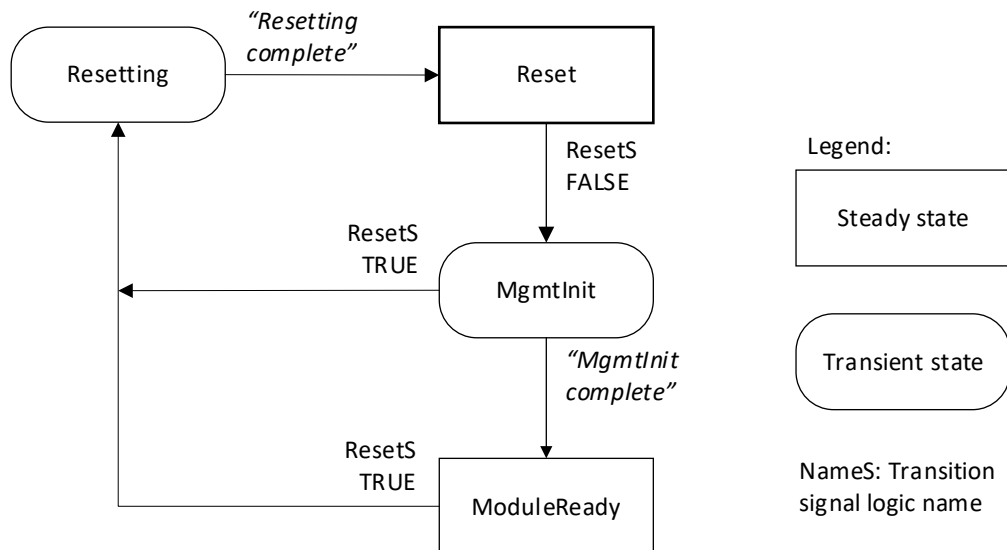 “Resetting
complete”
Resetting
Reset
ResetS
FALSE
Legend:
Steady state
ResetS
TRUE
MgmtInit
“MgmtInit
complete”
Transient state
ResetS
TRUE
ModuleReady
NameS: Transition
signal logic name